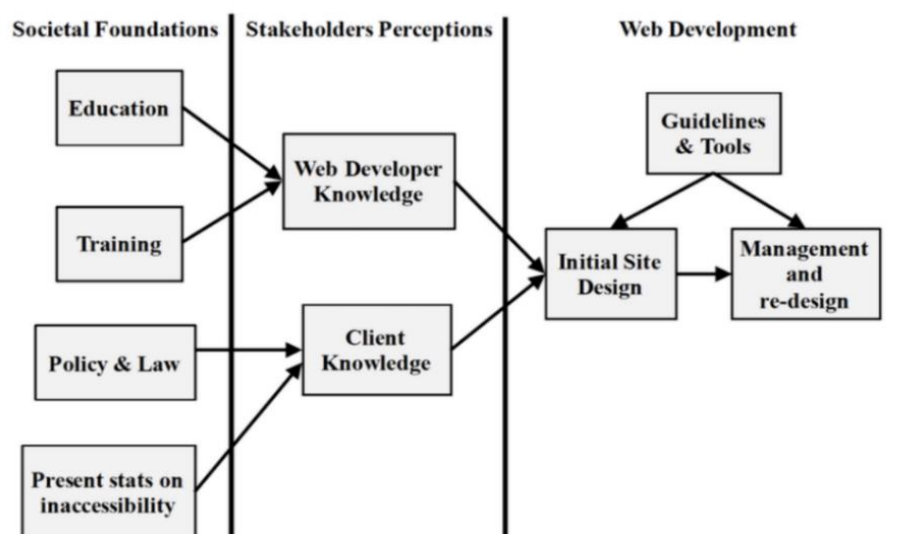 Societal Foundations
Stakeholders Perceptions
Web Development
Education
Training
Policy & Law
Present stats on
inaccessibility
Web Developer
Knowledge
Client
Knowledge
Guidelines
& Tools
Initial Site
Design
Management
and
re-design